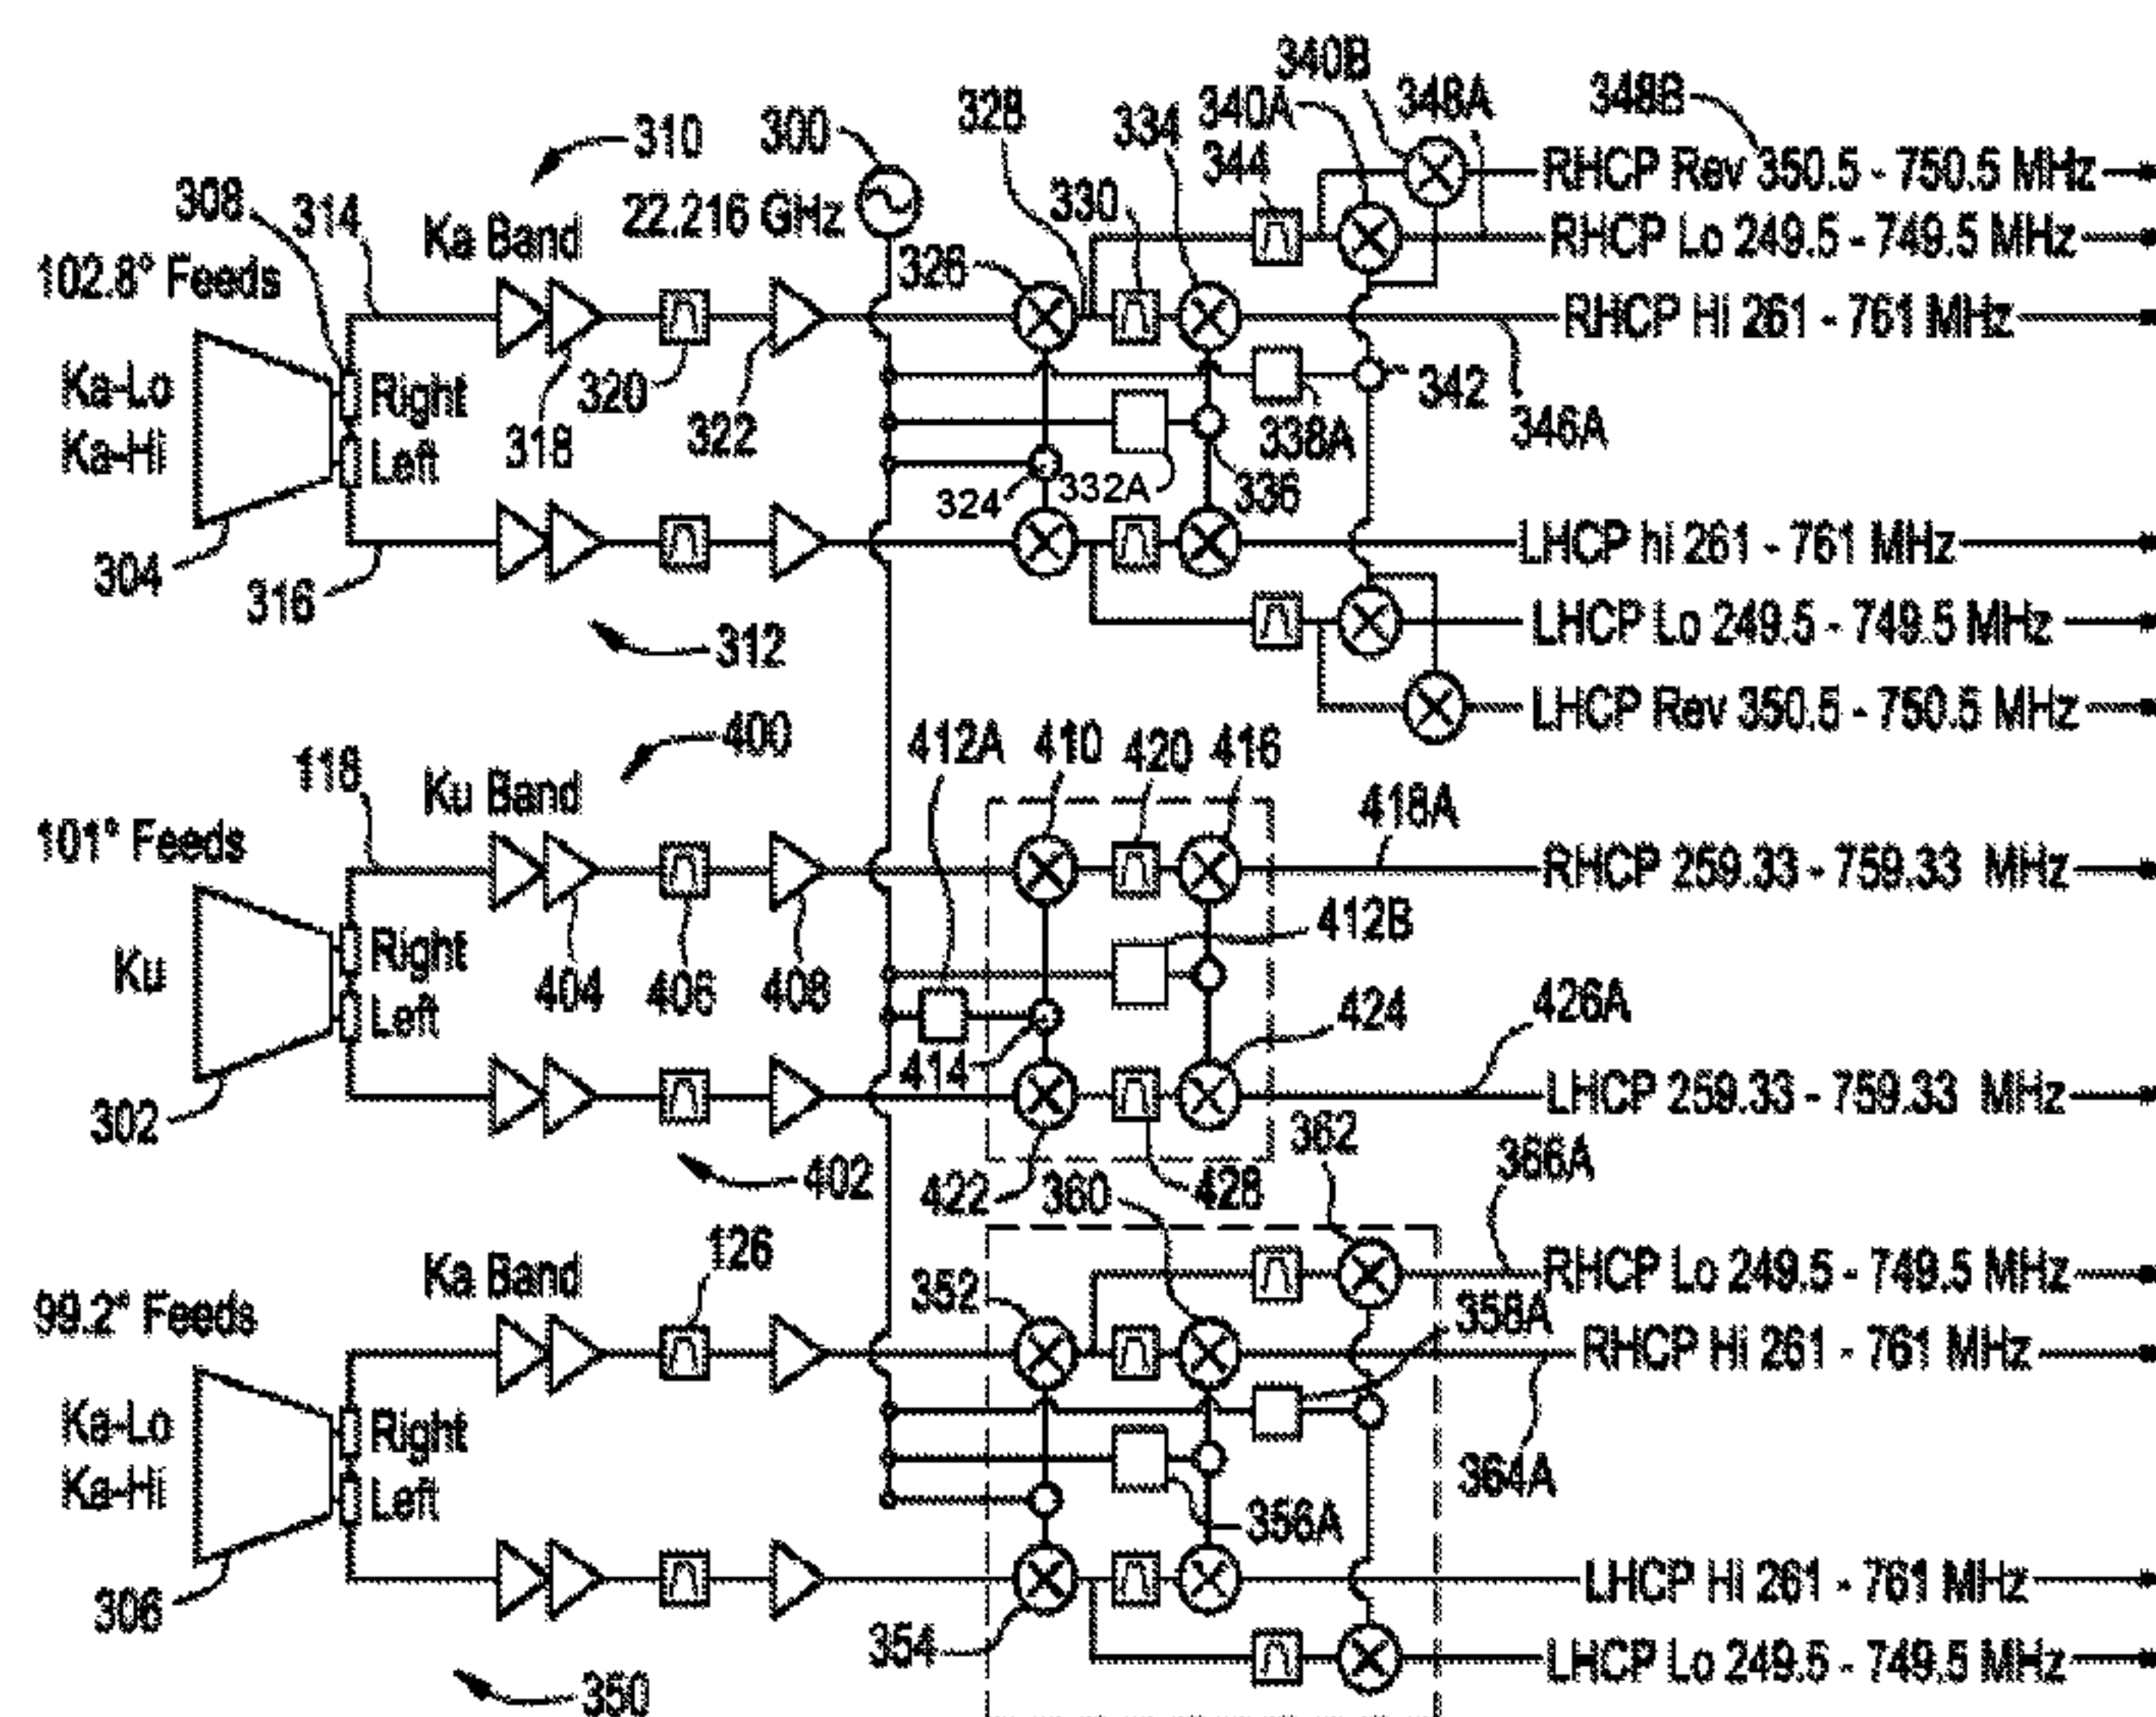 340B
348A
348B
328
334
340A
310
300
344
RHCP Rev 350.5 - 750.5 MHz
308
314
Ka Band
22.216 GHz
330
RHCP Lo 249.5 - 749.5 MHz
102.8° Feeds
326
RHCP Hi 261 - 761 MHz
Ka-Lo
Right
320
342
Ka-Hi
Left
318
322
338A
346A
324
332A
336
304
316
LHCP hi 261 - 761 MHz
312
LHCP Lo 249.5 - 749.5 MHz
LHCP Rev 350.5 - 750.5 MHz
400
412A
410
420
416
118
Ku Band
418A
101° Feeds
RHCP 259.33 - 759.33 MHz
412B
Ku
Right
404
406
408
Left
424
426A
414
302
LHCP 259.33 - 759.33 MHz
362
402
422
360
428
366A
126
Ka Band
352
RHCP Lo 249.5 - 749.5 MHz
99.2° Feeds
358A
RHCP Hi 261 - 761 MHz
Ka-Lo
Right
Ka-Hi
Left
364A
356A
306
LHCP Hi 261 - 761 MHz
354
LHCP Lo 249.5 - 749.5 MHz
350